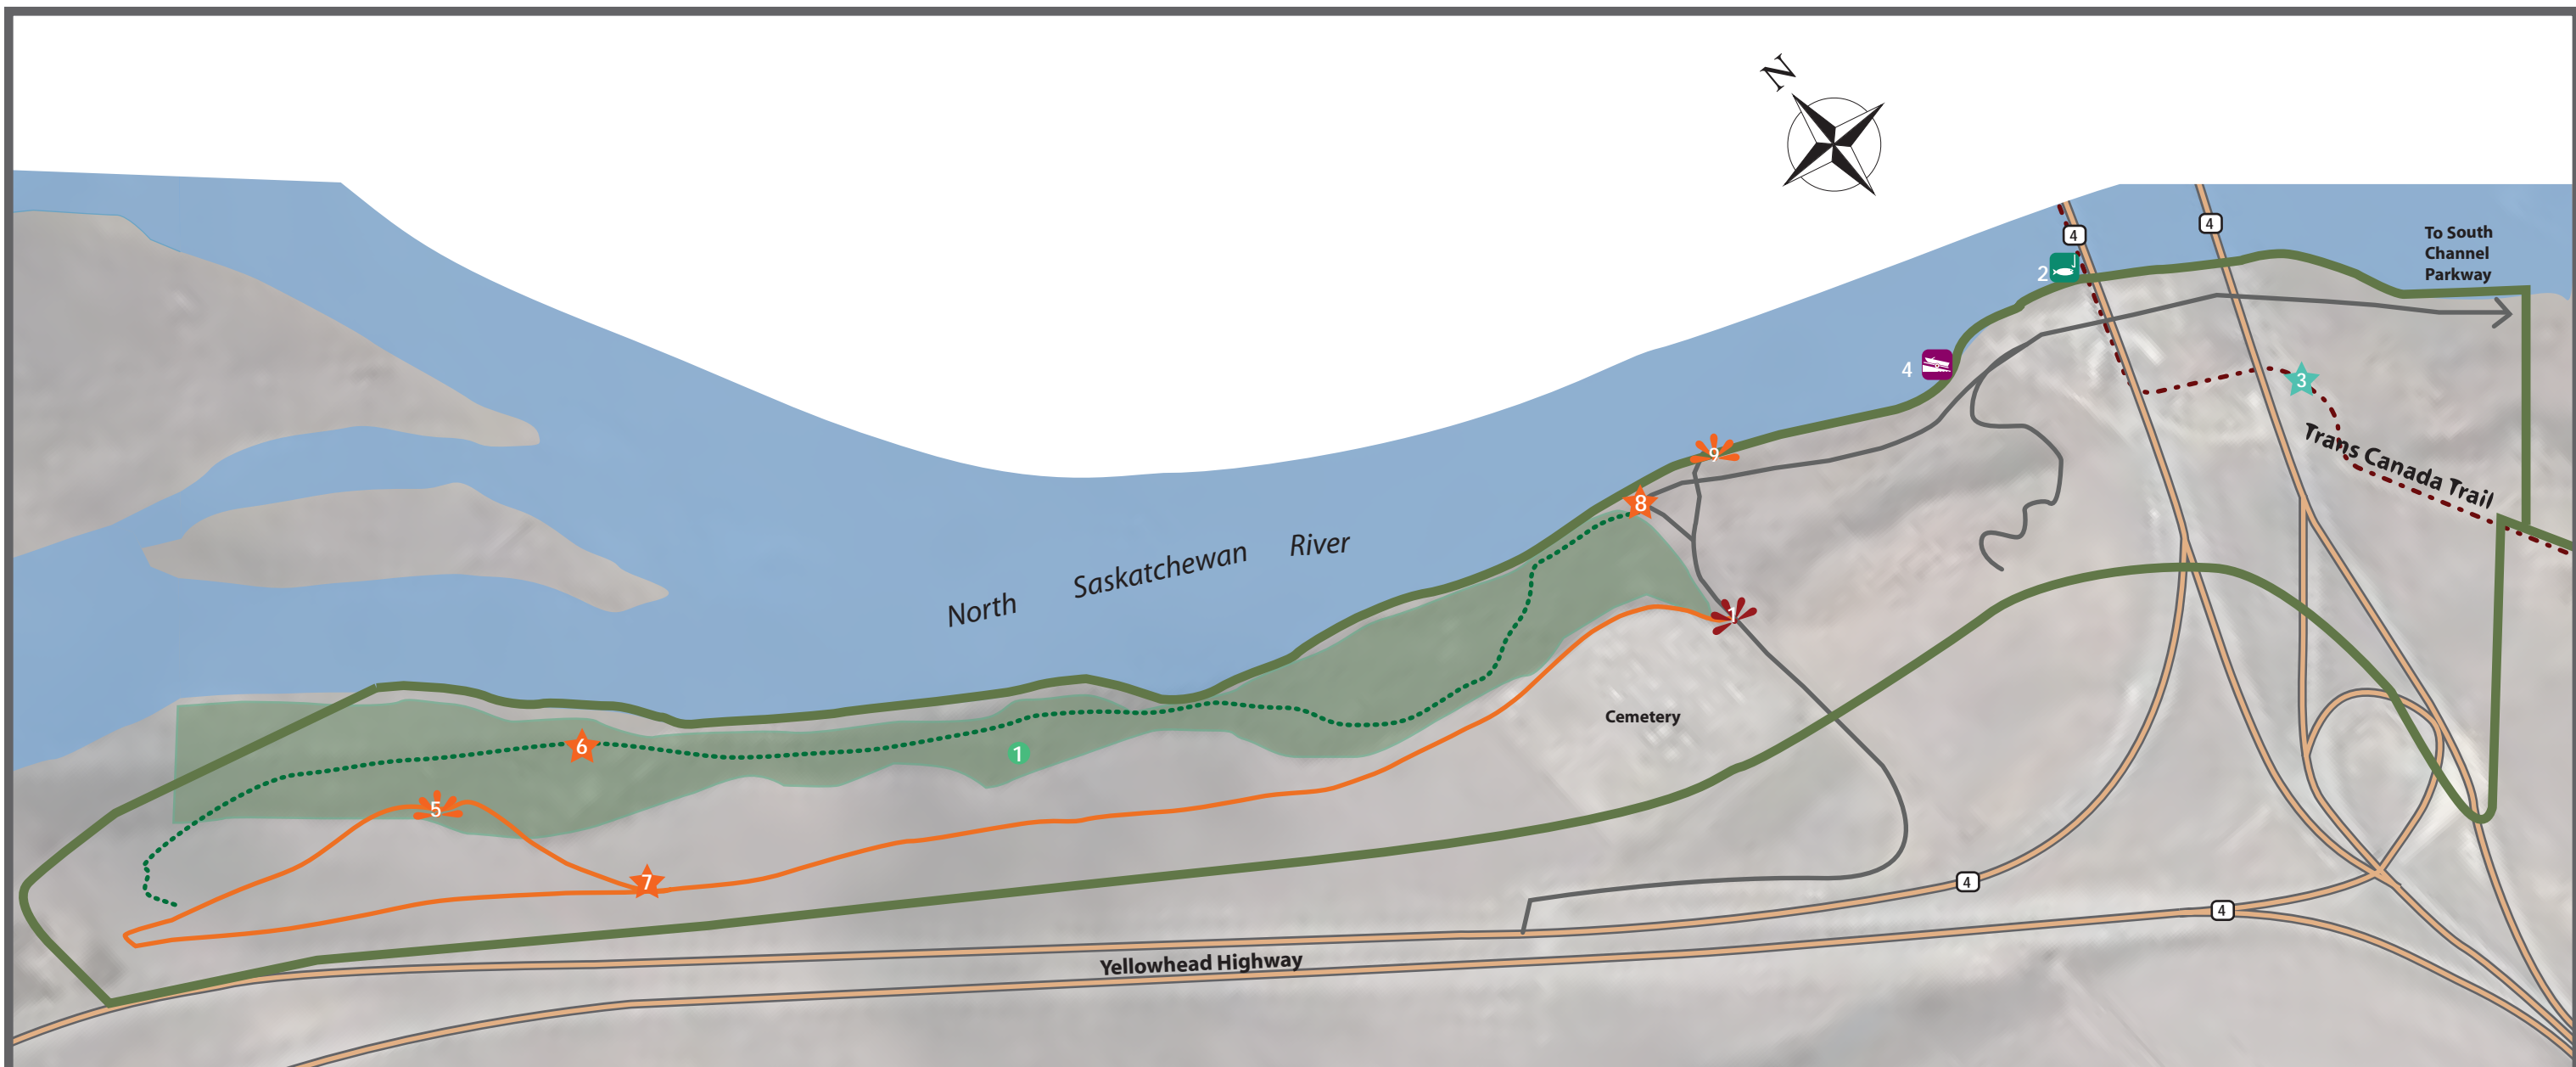 N
4
4
To South
Channel
Parkway
2
4
3
9
Trans Canada Trail
8
North Saskatchewan River
1
Cemetery
6
1
5
7
4
4
Yellowhead Highway